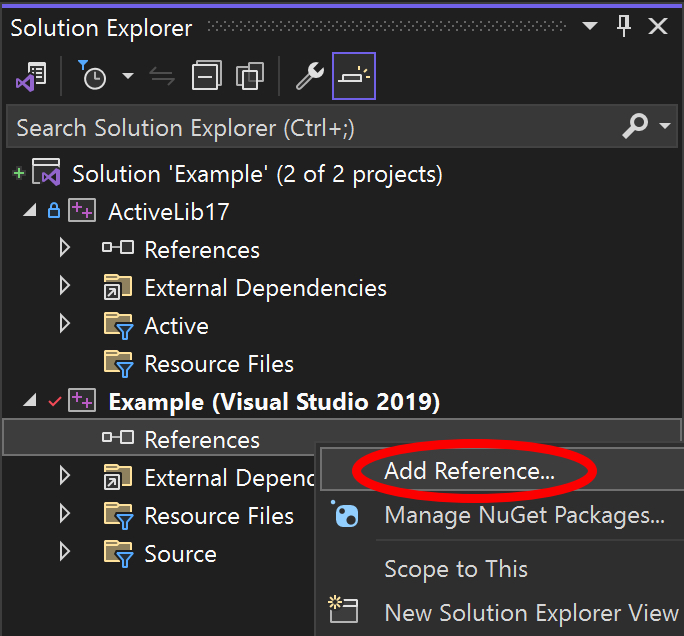 Solution Explorer
Search Solution Explorer (Ctrl+;)
Solution 'Example' (2 of 2 projects)
ActiveLib17
References
External Dependencies
Active
Resource Files
Example (Visual Studio 2019)
References
Add Reference...
External Depend
Manage NuGet Packages...
Resource Files
Source
Scope to This
New Solution Explorer View